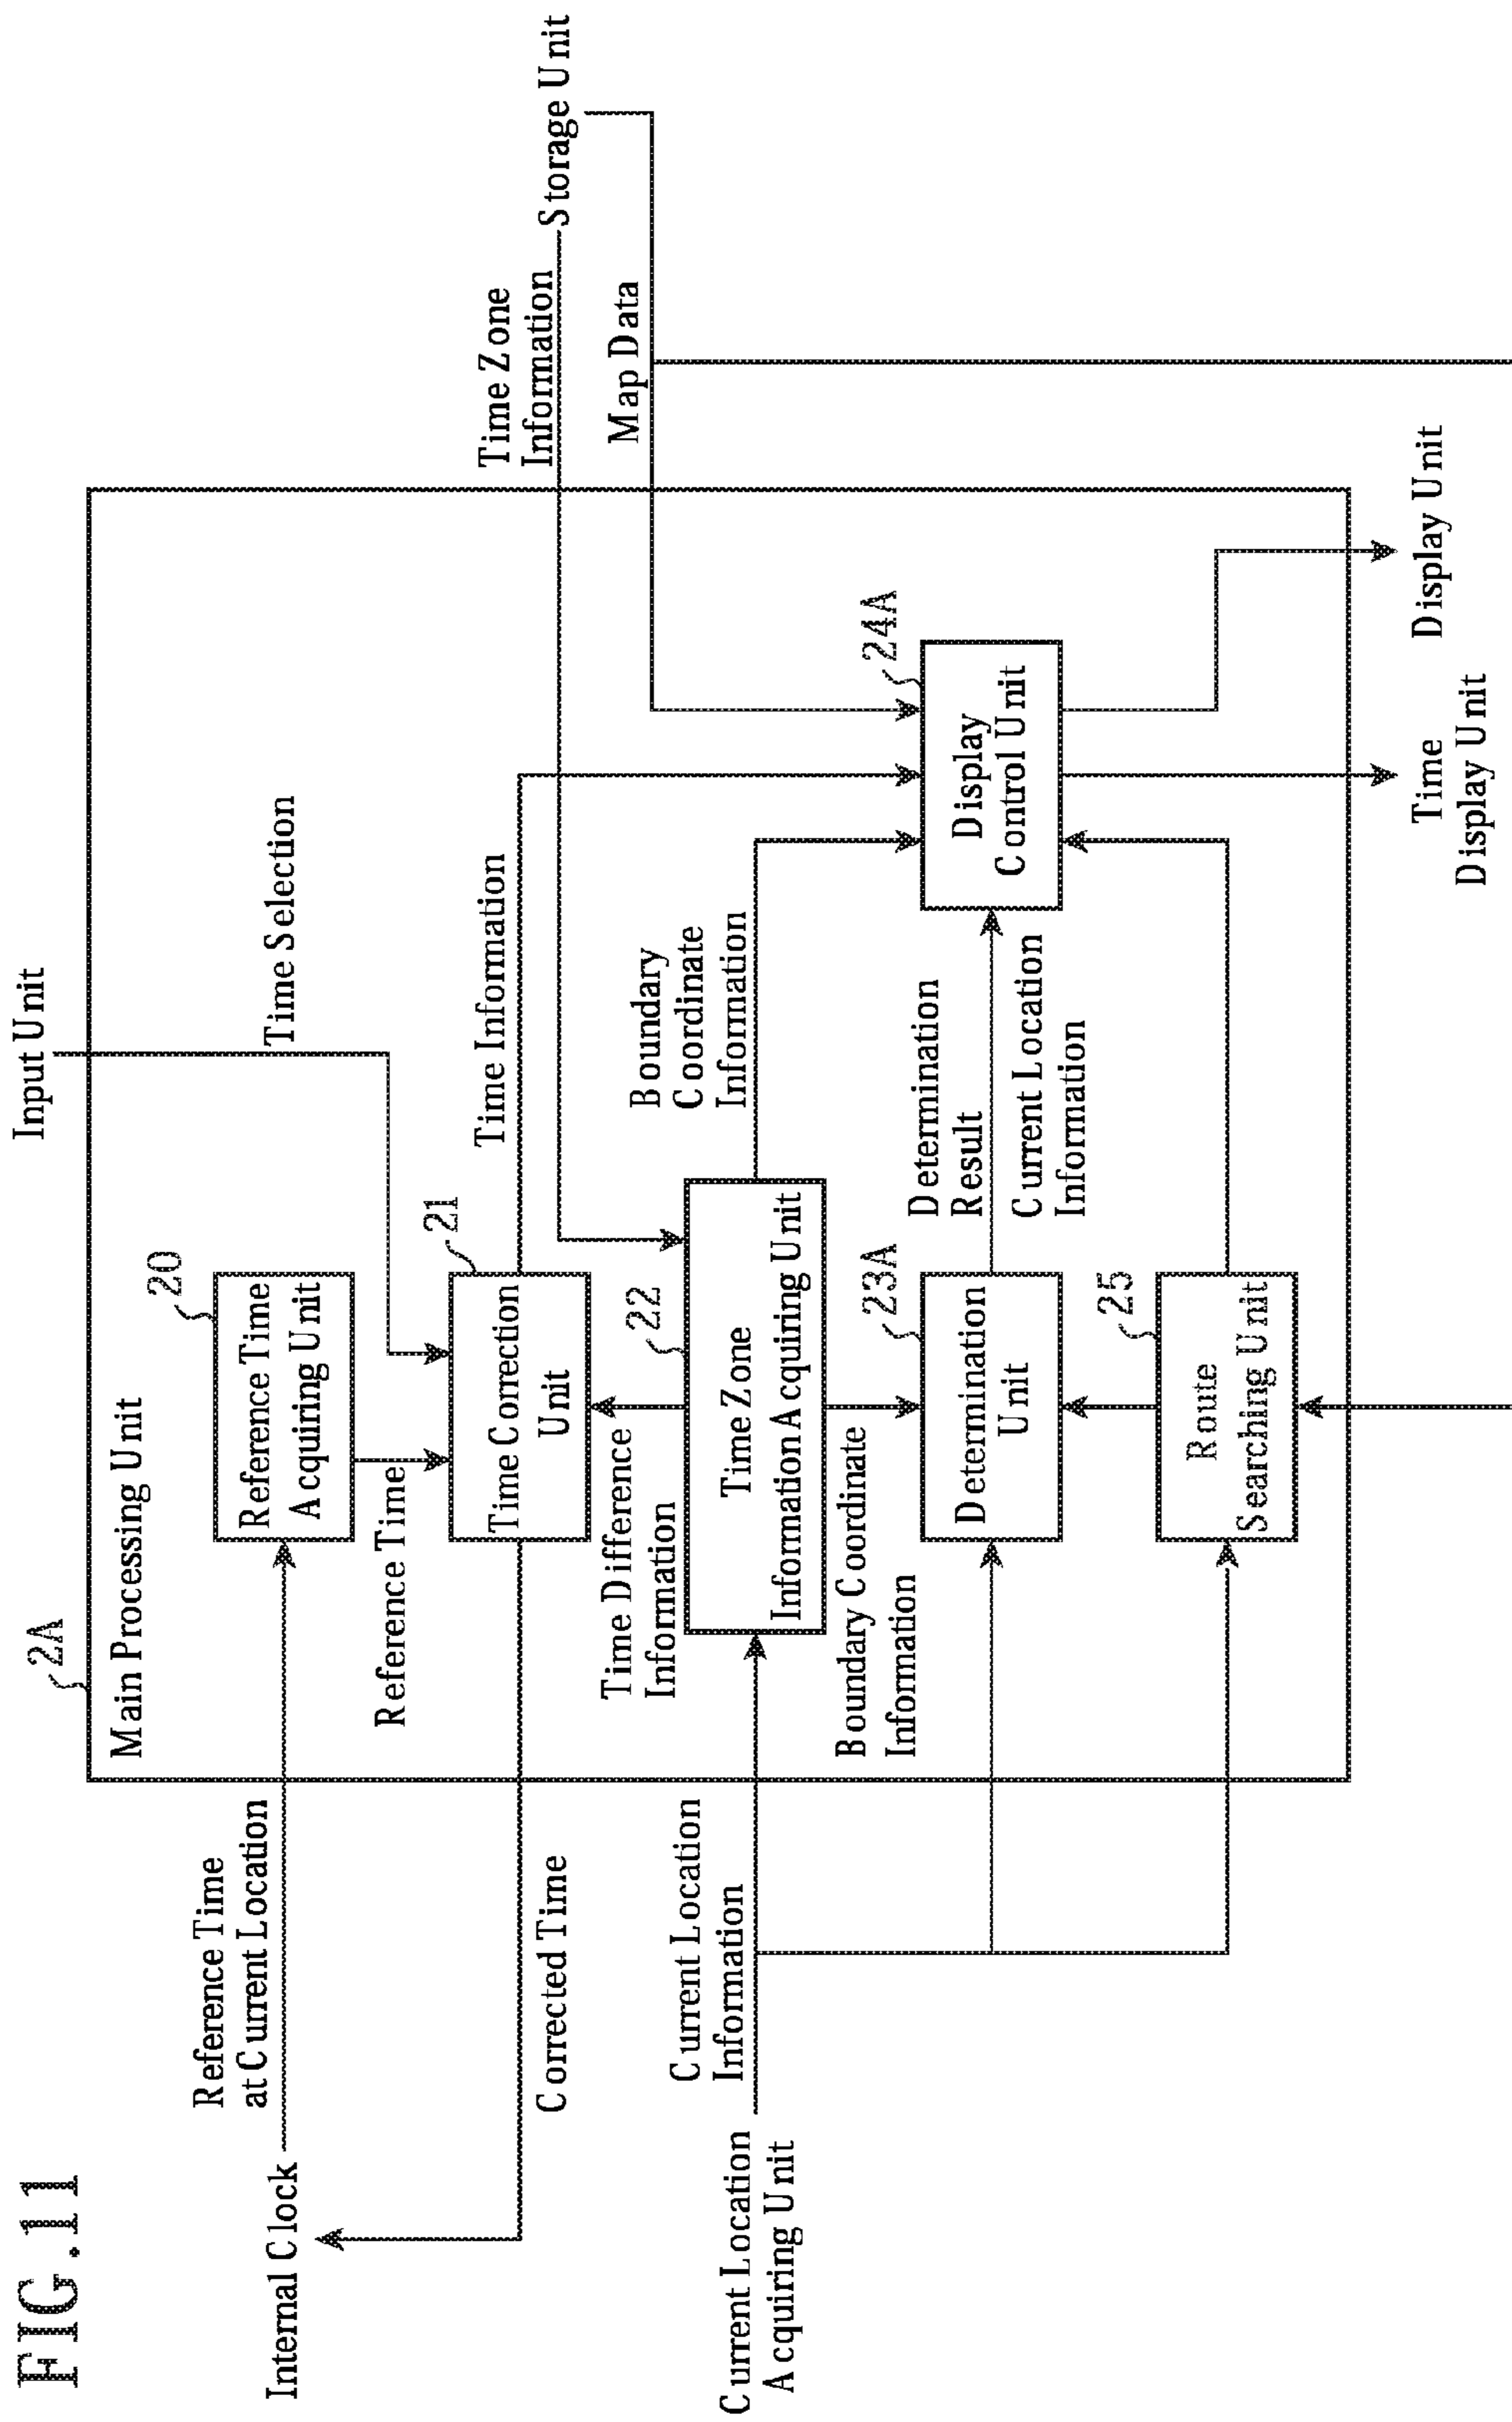 FIG.11
Input Unit
2A
Main Processing Unit
Time Selection
Reference Time
at Current Location
20
Reference Time
Acquiring Unit
Internal Clock
Reference Time
21
Time Correction
Unit
Time Information
Corrected Time
Time Zone
Information
Storage Unit
Map Data
Time Difference
Information
22
Boundary
Coordinate
Information
Current Location
Information
Time Zone
Information Acquiring Unit
Current Location
Acquiring Unit
Boundary Coordinate
Information
23A
Determination
Unit
Determination
Result
Current Location
Information
24A
Display
Control Unit
25
Route
Searching Unit
Time
Display Unit
Display Unit